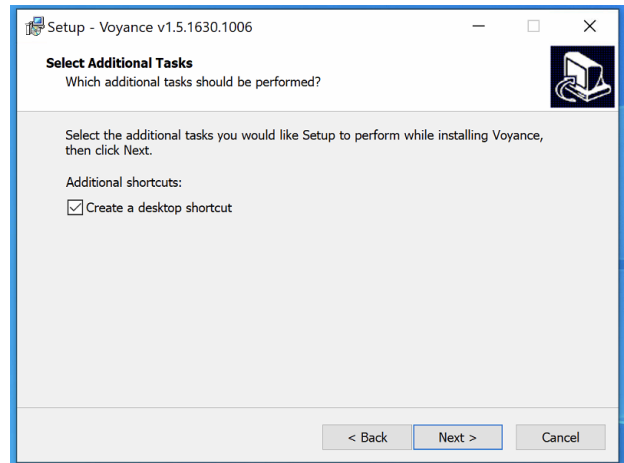 Setup - Voyance v1.5.1630.1006
Select Additional Tasks
Which additional tasks should be performed?
Select the additional tasks you would like Setup to perform while installing Voyance,
then click Next.
Additional shortcuts:
Create a desktop shortcut
< Back Next > Cancel